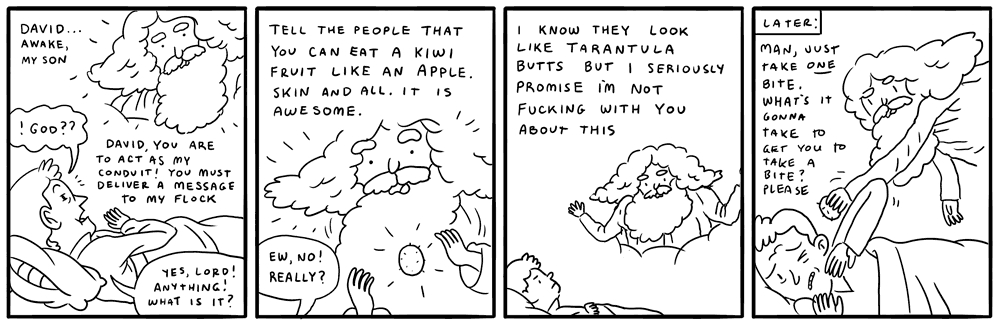 DAVID...
AWAKE,
MY SON
! GOD??
DAVID, YOU ARE
TO ACT AS MY
CONDUIT! YOU MUST
DELIVER A MESSAGE
TO MY FLOCK
YES, LORD!
ANYTHING!
WHAT IS IT?
TELL THE PEOPLE THAT
YOU CAN EAT A KIWI
FRUIT LIKE AN APPLE.
SKIN AND ALL. IT IS
AWESOME.
EW, NO!
REALLY?
I KNOW THEY LOOK
LIKE TARANTULA
BUTTS BUT I SERIOUSLY
PROMISE I'M NOT
FUCKING WITH YOU
ABOUT THIS
LATER:
MAN, JUST
TAKE ONE
BITE.
WHAT'S IT
GONNA
TAKE TO
GET YOU TO
TAKE A
BITE?
PLEASE